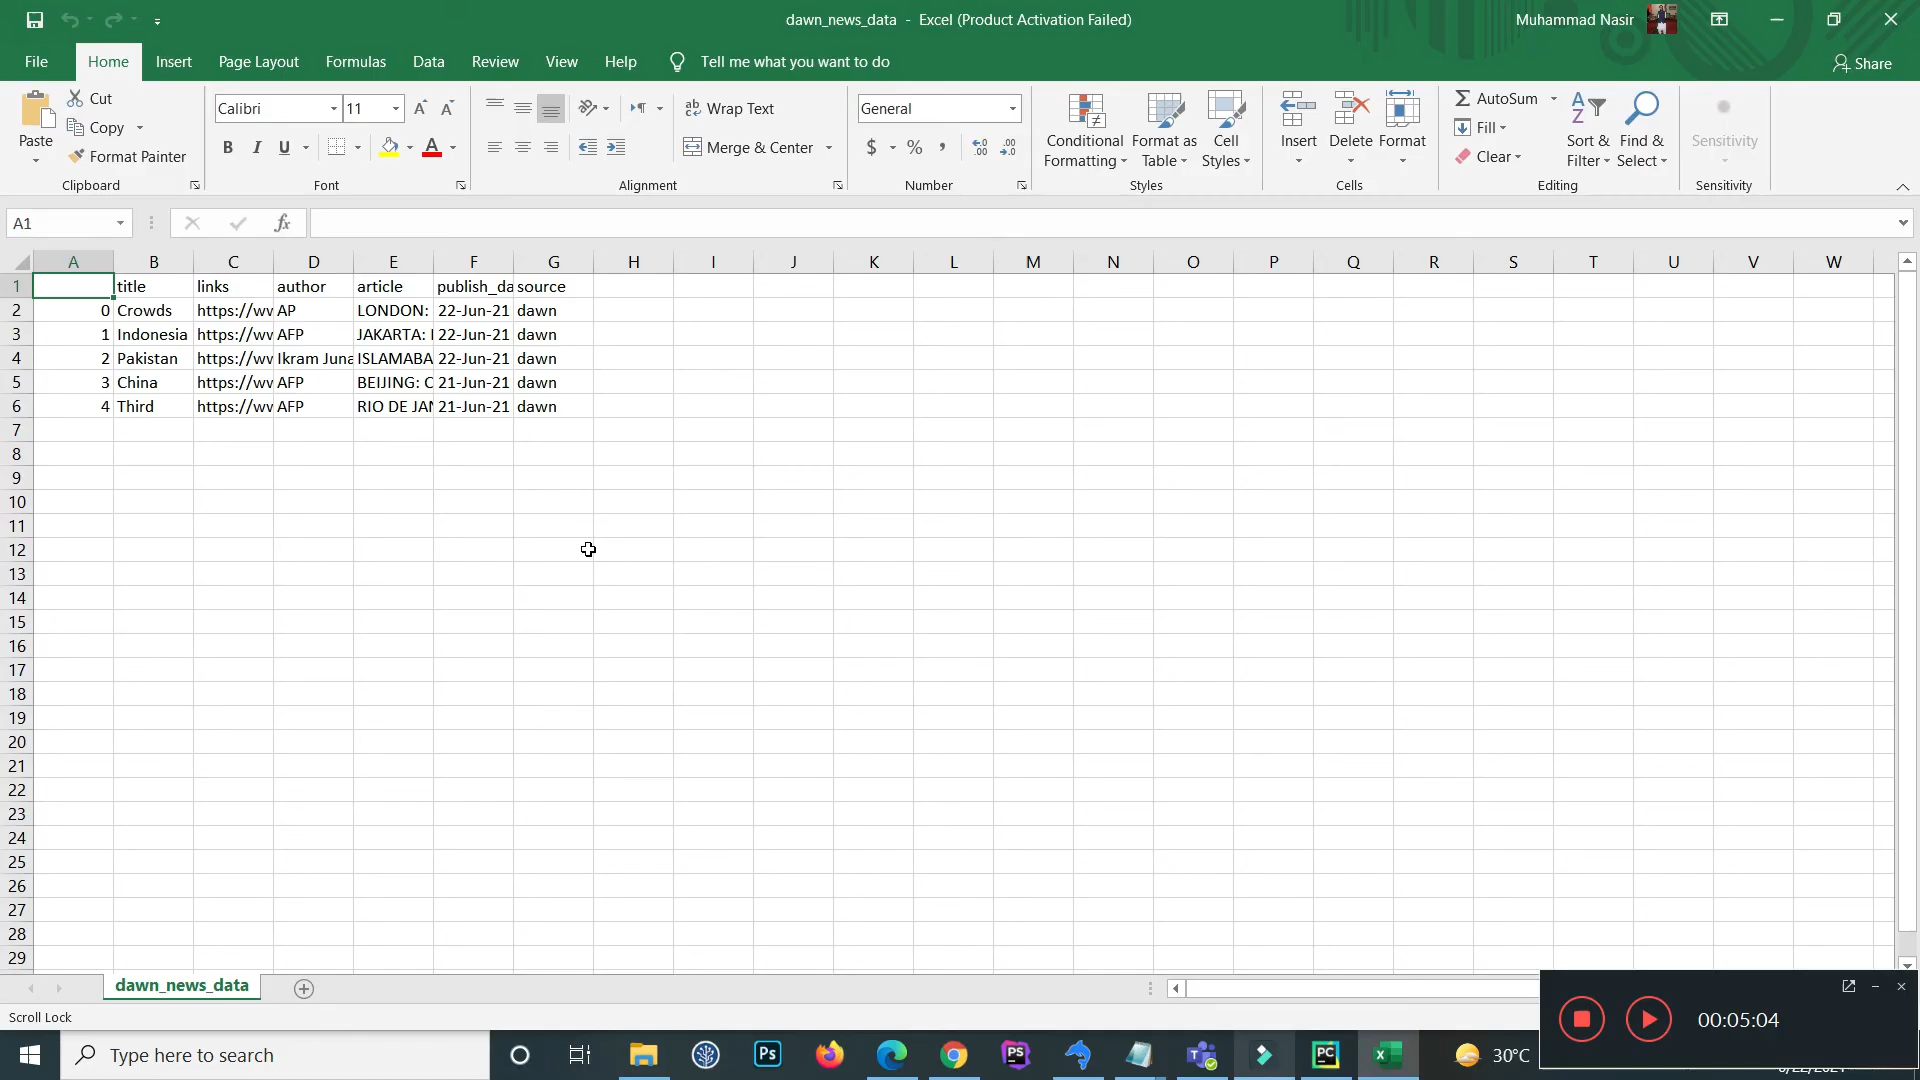 dawn_news_data - Excel (Product Activation Failed)
Muhammad Nasir
File Home Insert Page Layout Formulas Data Review View Help Tell me what you want to do Share
Paste
Cut
Copy
Format Painter
Clipboard
Calibri 11
B I U A
Font
Wrap Text
Merge & Center
Alignment
General
$ % ,
Number
Conditional Formatting
Format as Table
Cell Styles
Styles
Insert
Delete
Format
Cells
AutoSum
Fill
Clear
Sort & Filter
Find & Select
Editing
Sensitivity
Sensitivity
A1 fx
A B C D E F G H I J K L M N O P Q R S T U V W
1 title links author article publish_da source
2 0 Crowds https://wv AP LONDON: 22-Jun-21 dawn
3 1 Indonesia https://wv AFP JAKARTA: 22-Jun-21 dawn
4 2 Pakistan https://wv Ikram Juna ISLAMABA 22-Jun-21 dawn
5 3 China https://wv AFP BEIJING: C 21-Jun-21 dawn
6 4 Third https://wv AFP RIO DE JAN 21-Jun-21 dawn
7
8
9
10
11
12
13
14
15
16
17
18
19
20
21
22
23
24
25
26
27
28
29
dawn_news_data
Scroll Lock
00:05:04
Type here to search
Ps
PS
PC
30°C